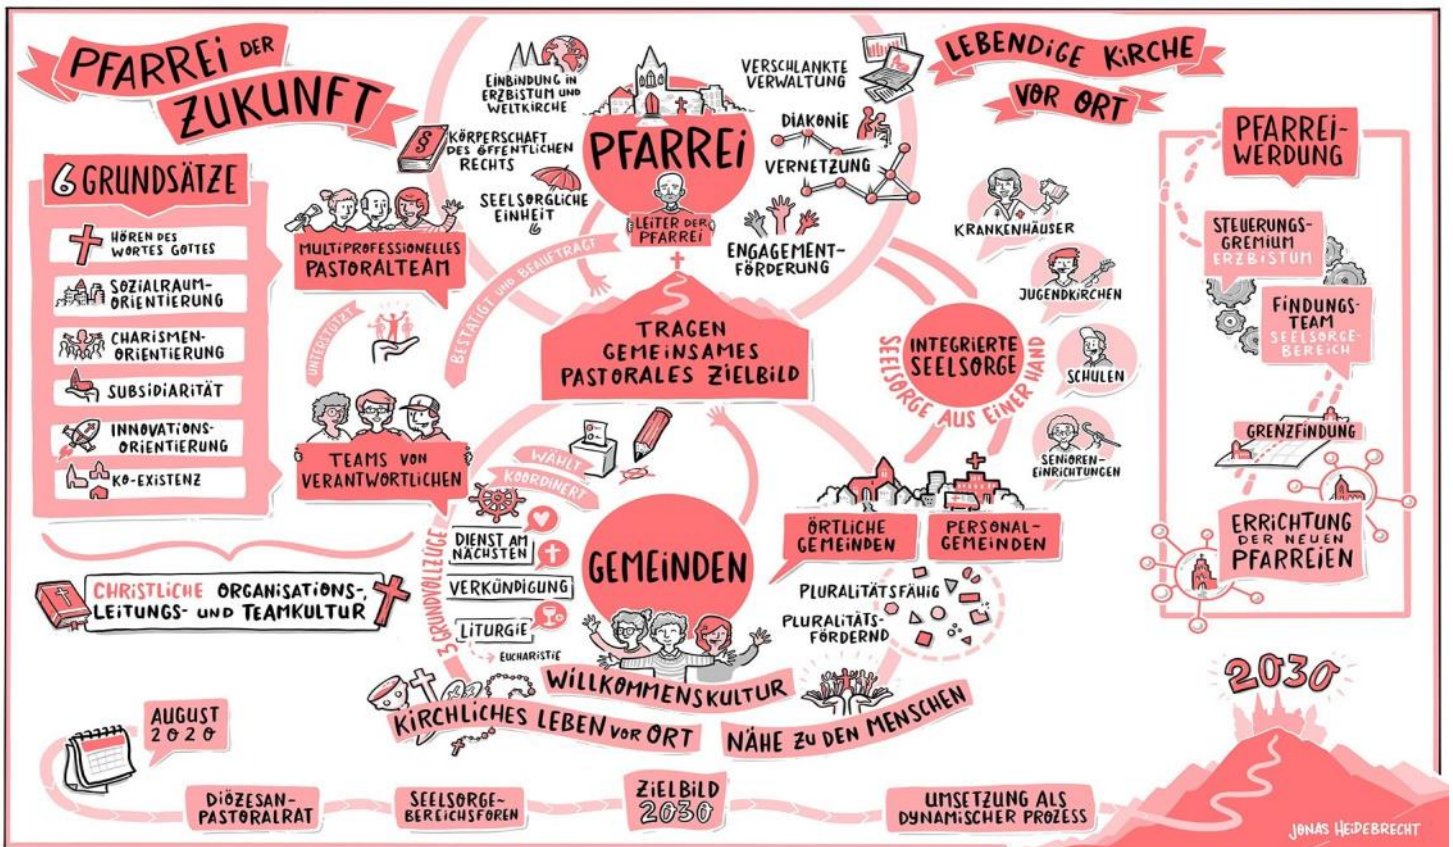 PFARREI DER
ZUKUNFT
6 GRUNDSÄTZE
HÖREN DES
WORTES GOTTES
SOZIALRAUM-
ORIENTIERUNG
CHARISMEN-
ORIENTIERUNG
SUBSIDIARITÄT
INNOVATIONS-
ORIENTIERUNG
KO-EXISTENZ
CHRISTLICHE ORGANISATIONS-,
LEITUNGS- UND TEAMKULTUR
EINBINDUNG IN
ERZBISTUM UND
WELTKIRCHE
§
KÖRPERSCHAFT
DES ÖFFENTLICHEN
RECHTS
SEELSORGLICHE
EINHEIT
PFARREI
LEITER DER
PFARREI
VERSCHLANKTE
VERWALTUNG
DIAKONIE
VERNETZUNG
ENGAGEMENT-
FÖRDERUNG
MULTIPROFESSIONELLES
PASTORALTEAM
UNTERSTÜTZT
BESTÄTIGT UND BEAUFTRAGT
TEAMS VON
VERANTWORTLICHEN
TRAGEN
GEMEINSAMES
PASTORALES ZIELBILD
WÄHLT
KOORDINIERT
3 GRUNDVOLLZÜGE
DIENST AM
NÄCHSTEN
VERKÜNDIGUNG
LITURGIE
EUCHARISTIE
GEMEINDEN
WILLKOMMENSKULTUR
KIRCHLICHES LEBEN VOR ORT
NÄHE ZU DEN MENSCHEN
ÖRTLICHE
GEMEINDEN
PERSONAL-
GEMEINDEN
PLURALITÄTSFÄHIG
PLURALITÄTS-
FÖRDERND
LEBENDIGE KIRCHE
VOR ORT
INTEGRIERTE
SEELSORGE
SEELSORGE AUS EINER HAND
KRANKENHÄUSER
JUGENDKIRCHEN
SCHULEN
SENIOREN-
EINRICHTUNGEN
PFARREI-
WERDUNG
STEUERUNGS-
GREMIUM
ERZBISTUM
FINDUNGS-
TEAM
SEELSORGE-
BEREICH
GRENZFINDUNG
ERRICHTUNG
DER NEUEN
PFARREIEN
AUGUST
2020
DIÖZESAN-
PASTORALRAT
SEELSORGE-
BEREICHSFOREN
ZIELBILD
2030
UMSETZUNG ALS
DYNAMISCHER PROZESS
2030
JONAS HEIDEBRECHT